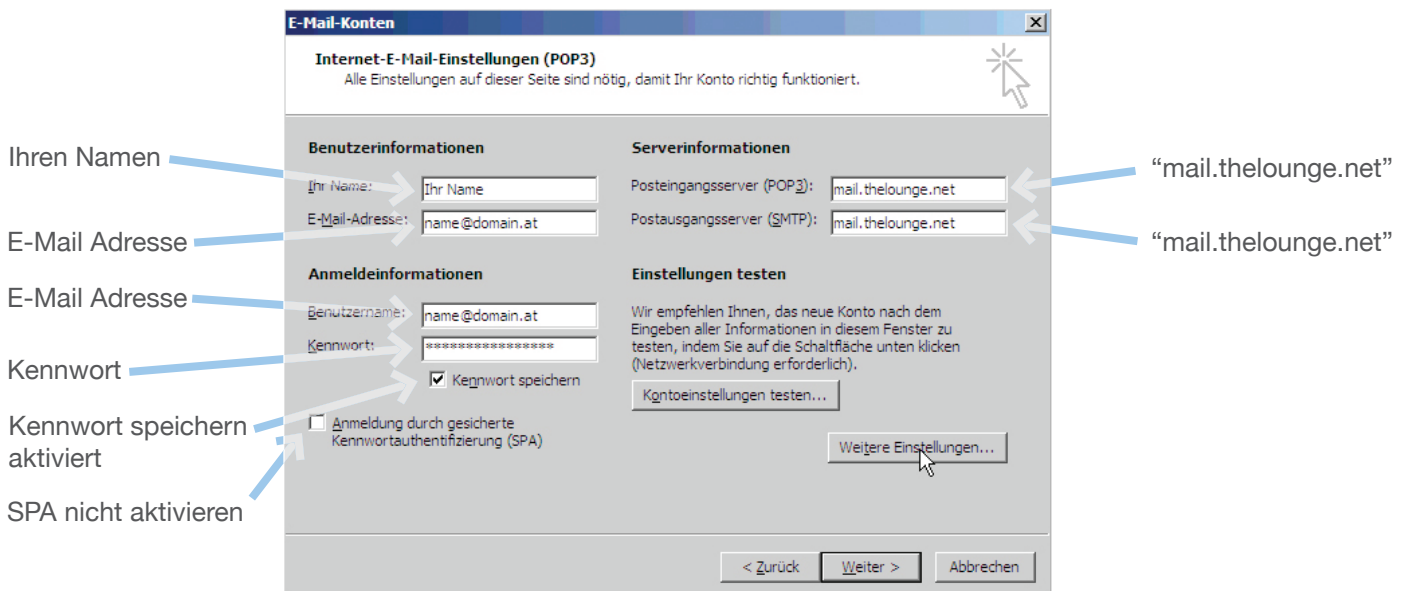 E-Mail-Konten
Internet-E-Mail-Einstellungen (POP3)
Alle Einstellungen auf dieser Seite sind nötig, damit Ihr Konto richtig funktioniert.
Ihren Namen
E-Mail Adresse
E-Mail Adresse
Kennwort
Kennwort speichern
aktiviert
SPA nicht aktivieren
Benutzerinformationen
Ihr Name:
Ihr Name
E-Mail-Adresse:
name@domain.at
Anmeldeinformationen
Benutzername:
name@domain.at
Kennwort:
****************
Kennwort speichern
Anmeldung durch gesicherte
Kennwortauthentifizierung (SPA)
Serverinformationen
Posteingangsserver (POP3):
mail.thelounge.net
Postausgangsserver (SMTP):
mail.thelounge.net
Einstellungen testen
Wir empfehlen Ihnen, das neue Konto nach dem
Eingeben aller Informationen in diesem Fenster zu
testen, indem Sie auf die Schaltfläche unten klicken
(Netzwerkverbindung erforderlich).
Kontoeinstellungen testen...
Weitere Einstellungen...
“mail.thelounge.net”
“mail.thelounge.net”
< Zurück
Weiter >
Abbrechen